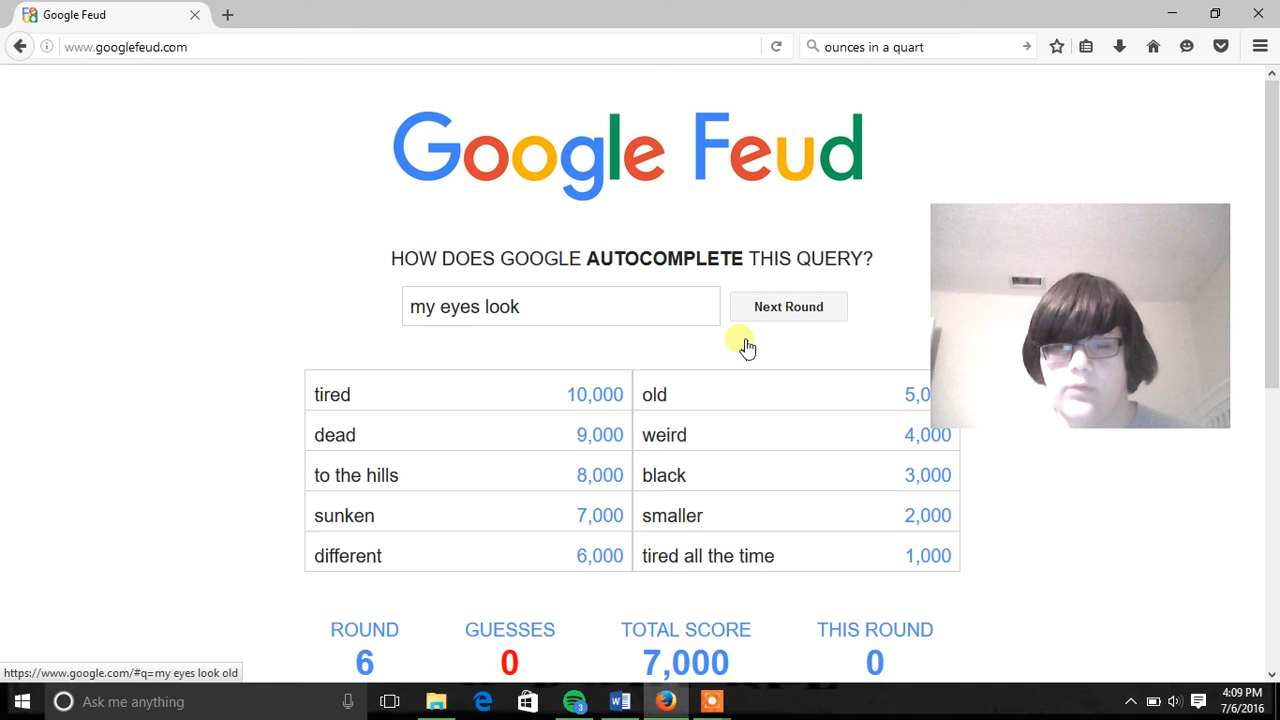 Google Feud
www.googlefeud.com
ounces in a quart
Google Feud
HOW DOES GOOGLE AUTOCOMPLETE THIS QUERY?
my eyes look
Next Round
tired 10,000 old 5,0
dead 9,000 weird 4,000
to the hills 8,000 black 3,000
sunken 7,000 smaller 2,000
different 6,000 tired all the time 1,000
ROUND GUESSES TOTAL SCORE THIS ROUND
6 0 7,000 0
https://www.google.com/#q=my eyes look old
Ask me anything
3
4:09 PM
7/6/2016